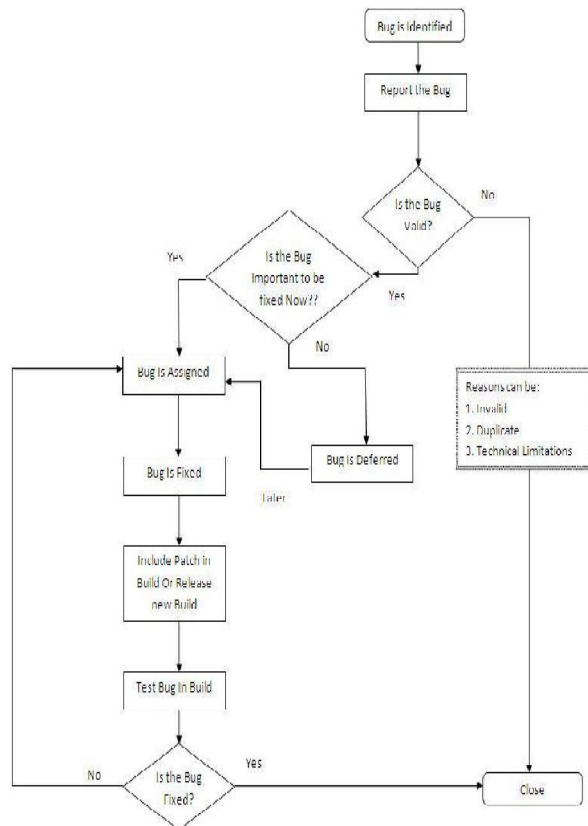 Bug is Identified
Report the Bug
Is the Bug
Valid?
No
Yes
Is the Bug
Important to be
fixed Now??
Yes
No
Bug Is Assigned
Bug Is Deferred
Later
Reasons can be:
1. Invalid
2. Duplicate
3. Technical Limitations
Bug Is Fixed
Include Patch in
Build Or Release
new Build
Test Bug In Build
Is the Bug
Fixed?
No
Yes
Close